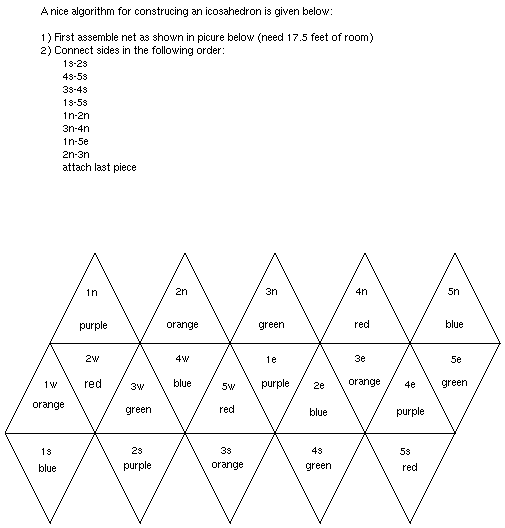 A nice algorithm for construcing an icosahedron is given below:
1) First assemble net as shown in picure below (need 17.5 feet of room)
2) Connect sides in the following order:
1s-2s
4s-5s
3s-4s
1s-5s
1n-2n
3n-4n
1n-5e
2n-3n
attach last piece
1n 2n 3n 4n 5n
purple orange green red blue
2w 4w 1e 3e 5e
1w 3w 5w 2e 4e
red blue purple orange green
orange green red blue purple
1s 2s 3s 4s 5s
blue purple orange green red